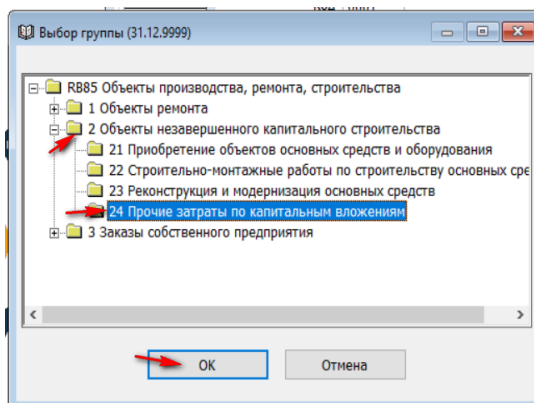 Выбор группы (31.12.9999)
RB85 Объекты производства, ремонта, строительства
1 Объекты ремонта
2 Объекты незавершенного капитального строительства
21 Приобретение объектов основных средств и оборудования
22 Строительно-монтажные работы по строительству основных сре
23 Реконструкция и модернизация основных средств
24 Прочие затраты по капитальным вложениям
3 Заказы собственного предприятия
ОК
Отмена